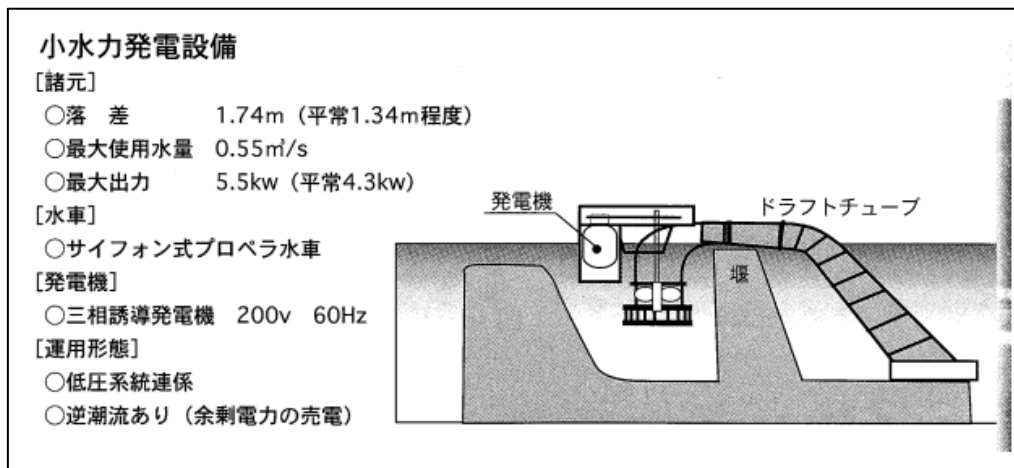 小水力発電設備
[諸元]
○落　差　1.74m（平常1.34m程度）
○最大使用水量　0.55㎥/s
○最大出力　5.5kw（平常4.3kw）
[水車]
○サイフォン式プロペラ水車
[発電機]
○三相誘導発電機　200v　60Hz
[運用形態]
○低圧系統連係
○逆潮流あり（余剰電力の売電）
発電機
ドラフトチューブ
堰